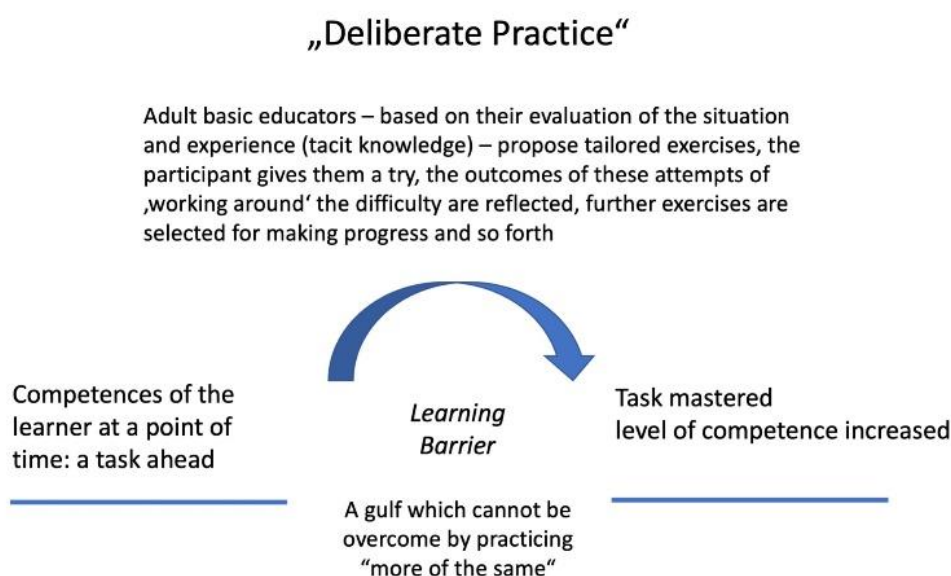 „Deliberate Practice“
Adult basic educators – based on their evaluation of the situation
and experience (tacit knowledge) – propose tailored exercises, the
participant gives them a try, the outcomes of these attempts of
‚working around‘ the difficulty are reflected, further exercises are
selected for making progress and so forth
Competences of the
learner at a point of
time: a task ahead
Learning
Barrier
Task mastered
level of competence increased
A gulf which cannot be
overcome by practicing
“more of the same“